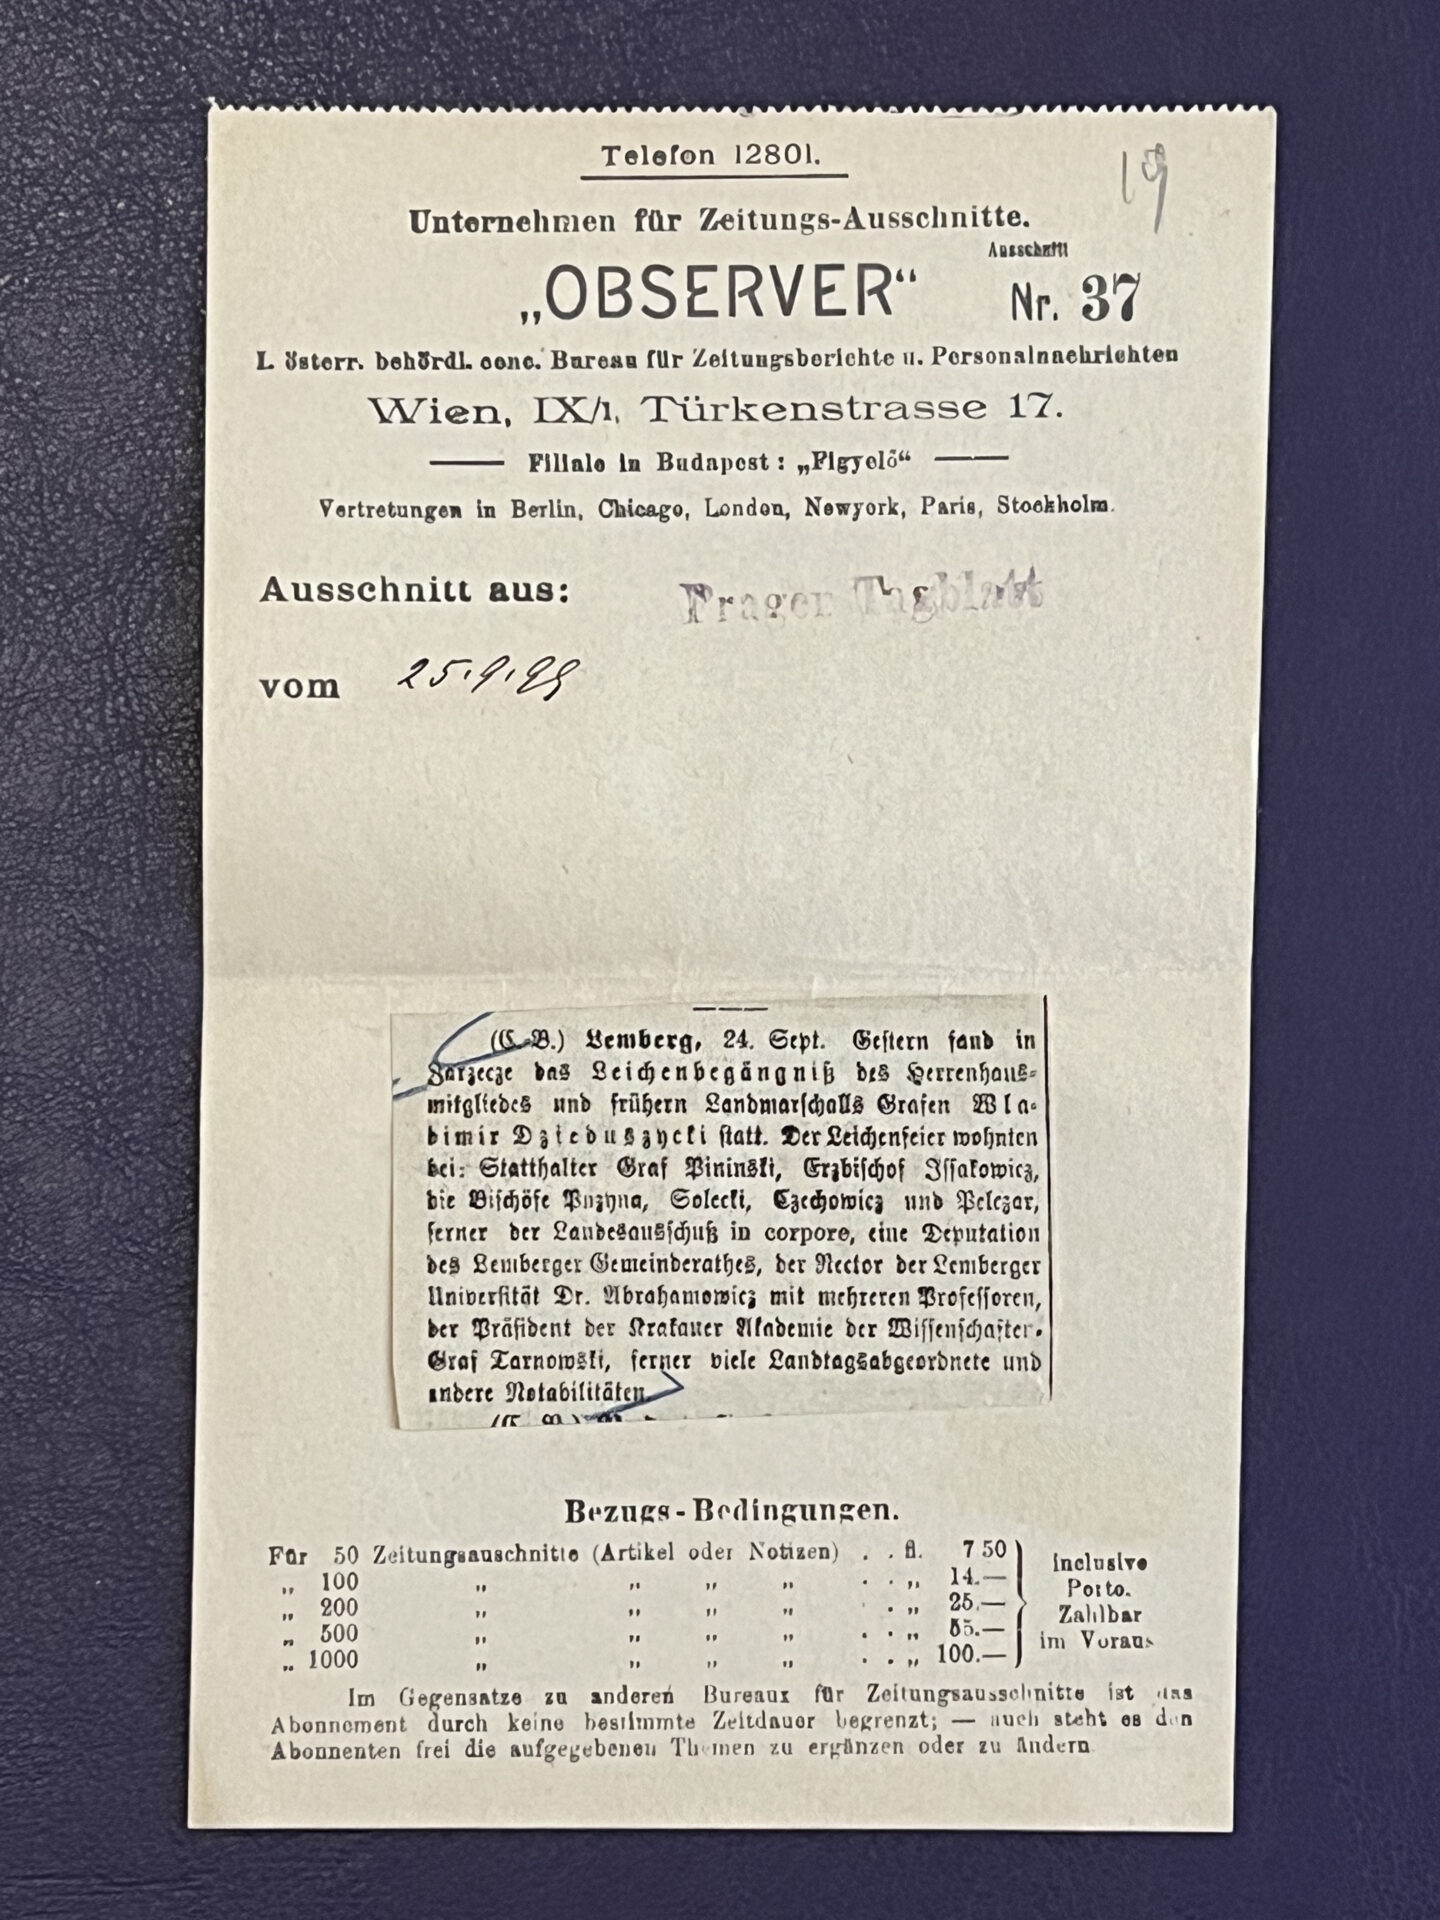 Telefon 12801.
19
Unternehmen für Zeitungs-Ausschnitte.
Ausschnitt
„OBSERVER“ Nr. 37
I. österr. behördl. conc. Bureau für Zeitungsberichte u. Personalnachrichten
Wien, IX/1, Türkenstrasse 17.
Filiale in Budapest: „Figyelő“
Vertretungen in Berlin, Chicago, London, Newyork, Paris, Stockholm.
Ausschnitt aus: Prager Tagblatt
vom 25.9.99
(C.-B.) Lemberg, 24. Sept. Gestern fand in
Zarzecze das Leichenbegängniß des Herrenhaus-
mitgliedes und frühern Landmarschalls Grafen Wla-
dimir Dzieduszycki statt. Der Leichenfeier wohnten
bei: Statthalter Graf Pininski, Erzbischof Issakowicz,
die Bischöfe Puzyna, Solecki, Czechowicz und Pelczar,
ferner der Landesausschuß in corpore, eine Deputation
des Lemberger Gemeinderathes, der Rector der Lemberger
Universität Dr. Abrahamowicz mit mehreren Professoren,
der Präsident der Krakauer Akademie der Wissenschaften
Graf Tarnowski, ferner viele Landtagsabgeordnete und
andere Notabilitäten.
Bezugs-Bedingungen.
Für 50 Zeitungsauschnitte (Artikel oder Notizen) . . fl. 7 50
„ 100 „ „ „ „ . . „ 14.—
„ 200 „ „ „ „ . . „ 25.—
„ 500 „ „ „ „ . . „ 55.—
„ 1000 „ „ „ „ . . „ 100.—
inclusive
Porto.
Zahlbar
im Voraus
Im Gegensatze zu anderen Bureaux für Zeitungsausschnitte ist das
Abonnement durch keine bestimmte Zeitdauer begrenzt; — auch steht es den
Abonnenten frei die aufgegebenen Themen zu ergänzen oder zu ändern